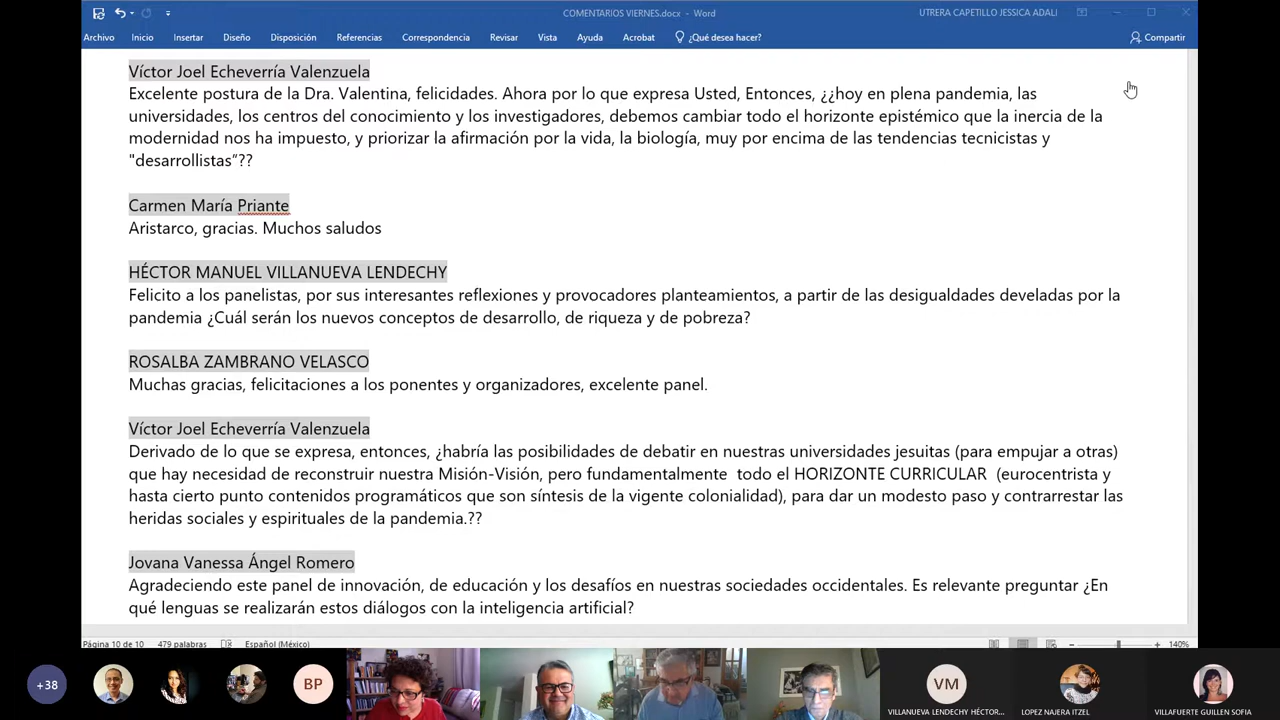 COMENTARIOS VIERNES.docx - Word
UTRERA CAPETILLO JESSICA ADALI
Archivo Inicio Insertar Diseño Disposición Referencias Correspondencia Revisar Vista Ayuda Acrobat ¿Qué desea hacer? Compartir
Víctor Joel Echeverría Valenzuela
Excelente postura de la Dra. Valentina, felicidades. Ahora por lo que expresa Usted, Entonces, ¿¿hoy en plena pandemia, las
universidades, los centros del conocimiento y los investigadores, debemos cambiar todo el horizonte epistémico que la inercia de la
modernidad nos ha impuesto, y priorizar la afirmación por la vida, la biología, muy por encima de las tendencias tecnicistas y
"desarrollistas"??
Carmen María Priante
Aristarco, gracias. Muchos saludos
HÉCTOR MANUEL VILLANUEVA LENDECHY
Felicito a los panelistas, por sus interesantes reflexiones y provocadores planteamientos, a partir de las desigualdades develadas por la
pandemia ¿Cuál serán los nuevos conceptos de desarrollo, de riqueza y de pobreza?
ROSALBA ZAMBRANO VELASCO
Muchas gracias, felicitaciones a los ponentes y organizadores, excelente panel.
Víctor Joel Echeverría Valenzuela
Derivado de lo que se expresa, entonces, ¿habría las posibilidades de debatir en nuestras universidades jesuitas (para empujar a otras)
que hay necesidad de reconstruir nuestra Misión-Visión, pero fundamentalmente todo el HORIZONTE CURRICULAR (eurocentrista y
hasta cierto punto contenidos programáticos que son síntesis de la vigente colonialidad), para dar un modesto paso y contrarrestar las
heridas sociales y espirituales de la pandemia.??
Jovana Vanessa Ángel Romero
Agradeciendo este panel de innovación, de educación y los desafíos en nuestras sociedades occidentales. Es relevante preguntar ¿En
qué lenguas se realizarán estos diálogos con la inteligencia artificial?
Página 10 de 10 479 palabras Español (México) 140%
+38 BP VM
VILLANUEVA LENDECHY HÉCTOR... LOPEZ NAJERA ITZEL VILLAFUERTE GUILLEN SOFIA